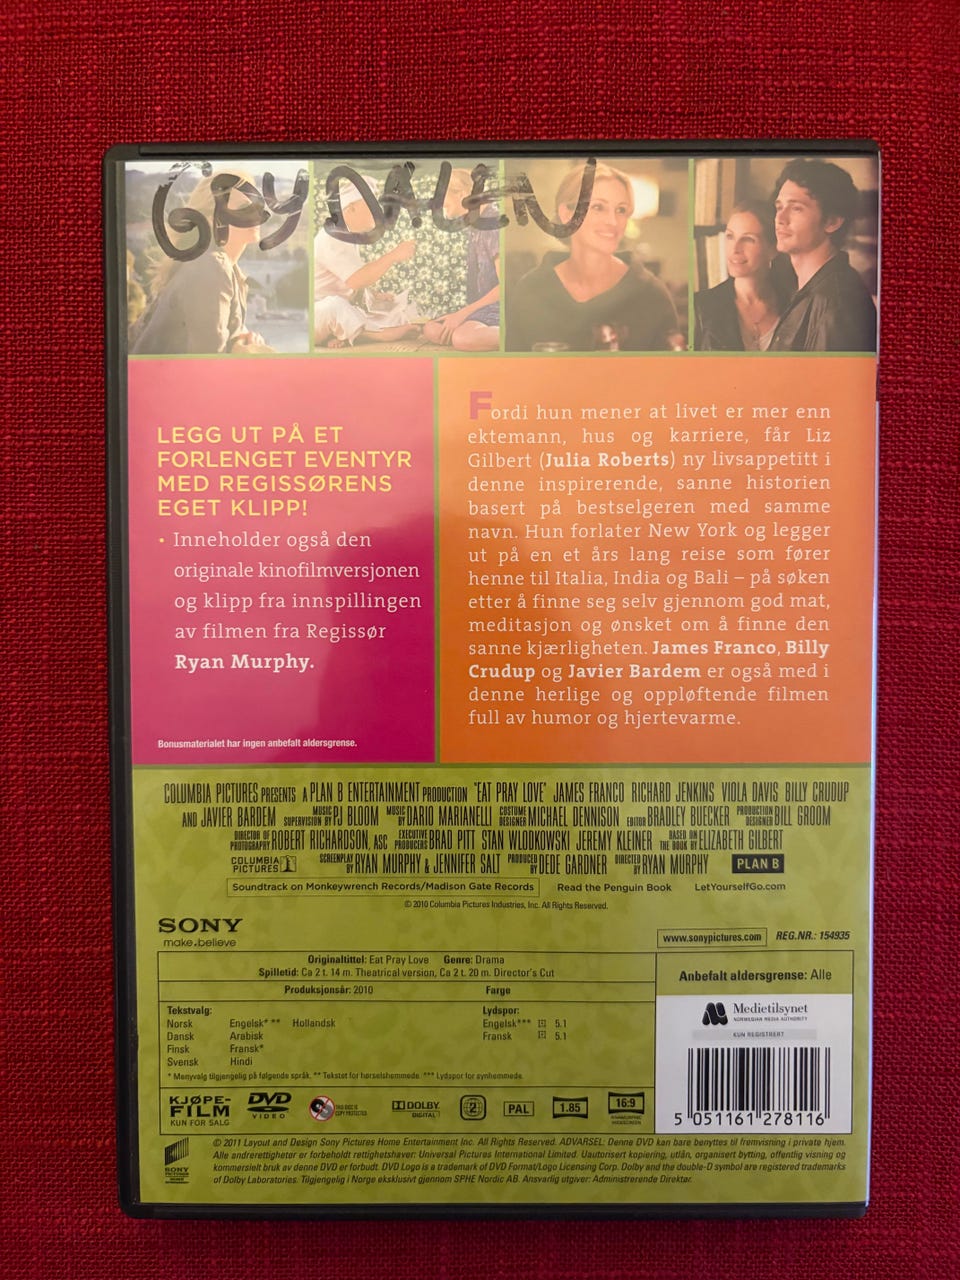 GRYDALEN
LEGG UT PÅ ET
FORLENGET EVENTYR
MED REGISSØRENS
EGET KLIPP!
• Inneholder også den
originale kinofilmversjonen
og klipp fra innspillingen
av filmen fra Regissør
Ryan Murphy.
Bonusmaterialet har ingen anbefalt aldersgrense.
Fordi hun mener at livet er mer enn
ektemann, hus og karriere, får Liz
Gilbert (Julia Roberts) ny livsappetitt i
denne inspirerende, sanne historien
basert på bestselgeren med samme
navn. Hun forlater New York og legger
ut på en et års lang reise som fører
henne til Italia, India og Bali – på søken
etter å finne seg selv gjennom god mat,
meditasjon og ønsket om å finne den
sanne kjærligheten. James Franco, Billy
Crudup og Javier Bardem er også med i
denne herlige og oppløftende filmen
full av humor og hjertevarme.
COLUMBIA PICTURES PRESENTS A PLAN B ENTERTAINMENT PRODUCTION "EAT PRAY LOVE" JAMES FRANCO RICHARD JENKINS VIOLA DAVIS BILLY CRUDUP
AND JAVIER BARDEM MUSIC SUPERVISION BY PJ BLOOM MUSIC BY DARIO MARIANELLI COSTUME DESIGNER MICHAEL DENNISON EDITOR BRADLEY BUECKER PRODUCTION DESIGNER BILL GROOM
DIRECTOR OF PHOTOGRAPHY ROBERT RICHARDSON, ASC EXECUTIVE PRODUCERS BRAD PITT STAN WLODKOWSKI JEREMY KLEINER BASED ON THE BOOK BY ELIZABETH GILBERT
COLUMBIA PICTURES SCREENPLAY BY RYAN MURPHY & JENNIFER SALT PRODUCED BY DEDE GARDNER DIRECTED BY RYAN MURPHY PLAN B
Soundtrack on Monkeywrench Records/Madison Gate Records Read the Penguin Book LetYourselfGo.com
© 2010 Columbia Pictures Industries, Inc. All Rights Reserved.
SONY
make.believe
www.sonypictures.com REG.NR.: 154935
Originaltittel: Eat Pray Love Genre: Drama
Spilletid: Ca 2 t. 14 m. Theatrical version, Ca 2 t. 20 m. Director's Cut
Produksjonsår: 2010 Farge
Anbefalt aldersgrense: Alle
Tekstvalg: Lydspor:
Norsk Engelsk* ** Hollandsk Engelsk*** 5.1
Dansk Arabisk Fransk 5.1
Finsk Fransk*
Svensk Hindi
* Menyvalg tilgjengelig på følgende språk. ** Tekstet for hørselshemmede. *** Lydspor for synhemmede.
Medietilsynet
NORWEGIAN MEDIA AUTHORITY
KUN REGISTRERT
5 051161 278116
KJØPE-
FILM
KUN FOR SALG
DVD
VIDEO
THIS DISC IS
COPY PROTECTED
DOLBY
DIGITAL
2
PAL
1.85
16:9
ANAMORPHIC
WIDESCREEN
SONY
PICTURES
HOME
ENTERTAINMENT
© 2011 Layout and Design Sony Pictures Home Entertainment Inc. All Rights Reserved. ADVARSEL: Denne DVD kan bare benyttes til fremvisning i private hjem.
Alle andrerettigheter er forbeholdt rettighetshaver: Universal Pictures International Limited. Uautorisert kopiering, utlån, organisert bytting, offentlig visning og
kommersielt bruk av denne DVD er forbudt. DVD Logo is a trademark of DVD Format/Logo Licensing Corp. Dolby and the double-D symbol are registered trademarks
of Dolby Laboratories. Tilgjengelig i Norge eksklusivt gjennom SPHE Nordic AB. Ansvarlig utgiver: Administrerende Direktør.